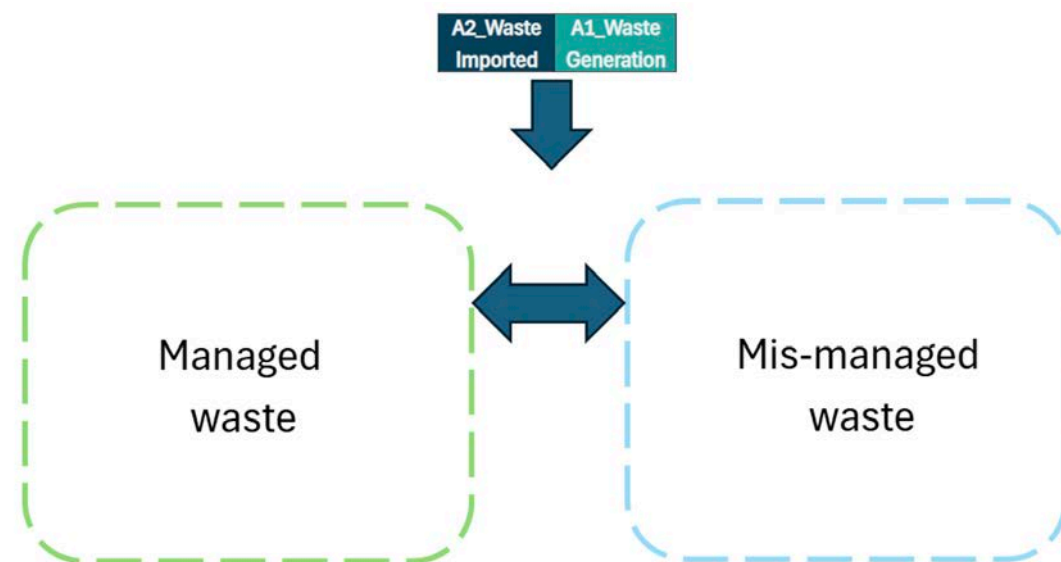 A2_Waste
Imported
A1_Waste
Generation
Managed
waste
Mis-managed
waste